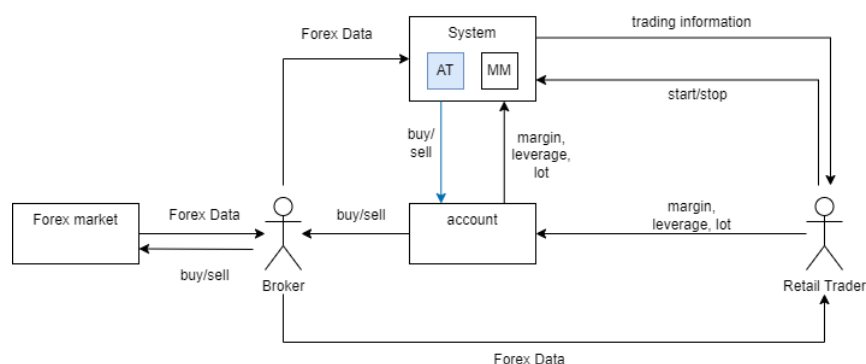 Forex Data
System
trading information
AT
MM
start/stop
buy/
sell
margin,
leverage,
lot
Forex market
Forex Data
buy/sell
account
margin,
leverage, lot
buy/sell
Broker
Retail Trader
Forex Data